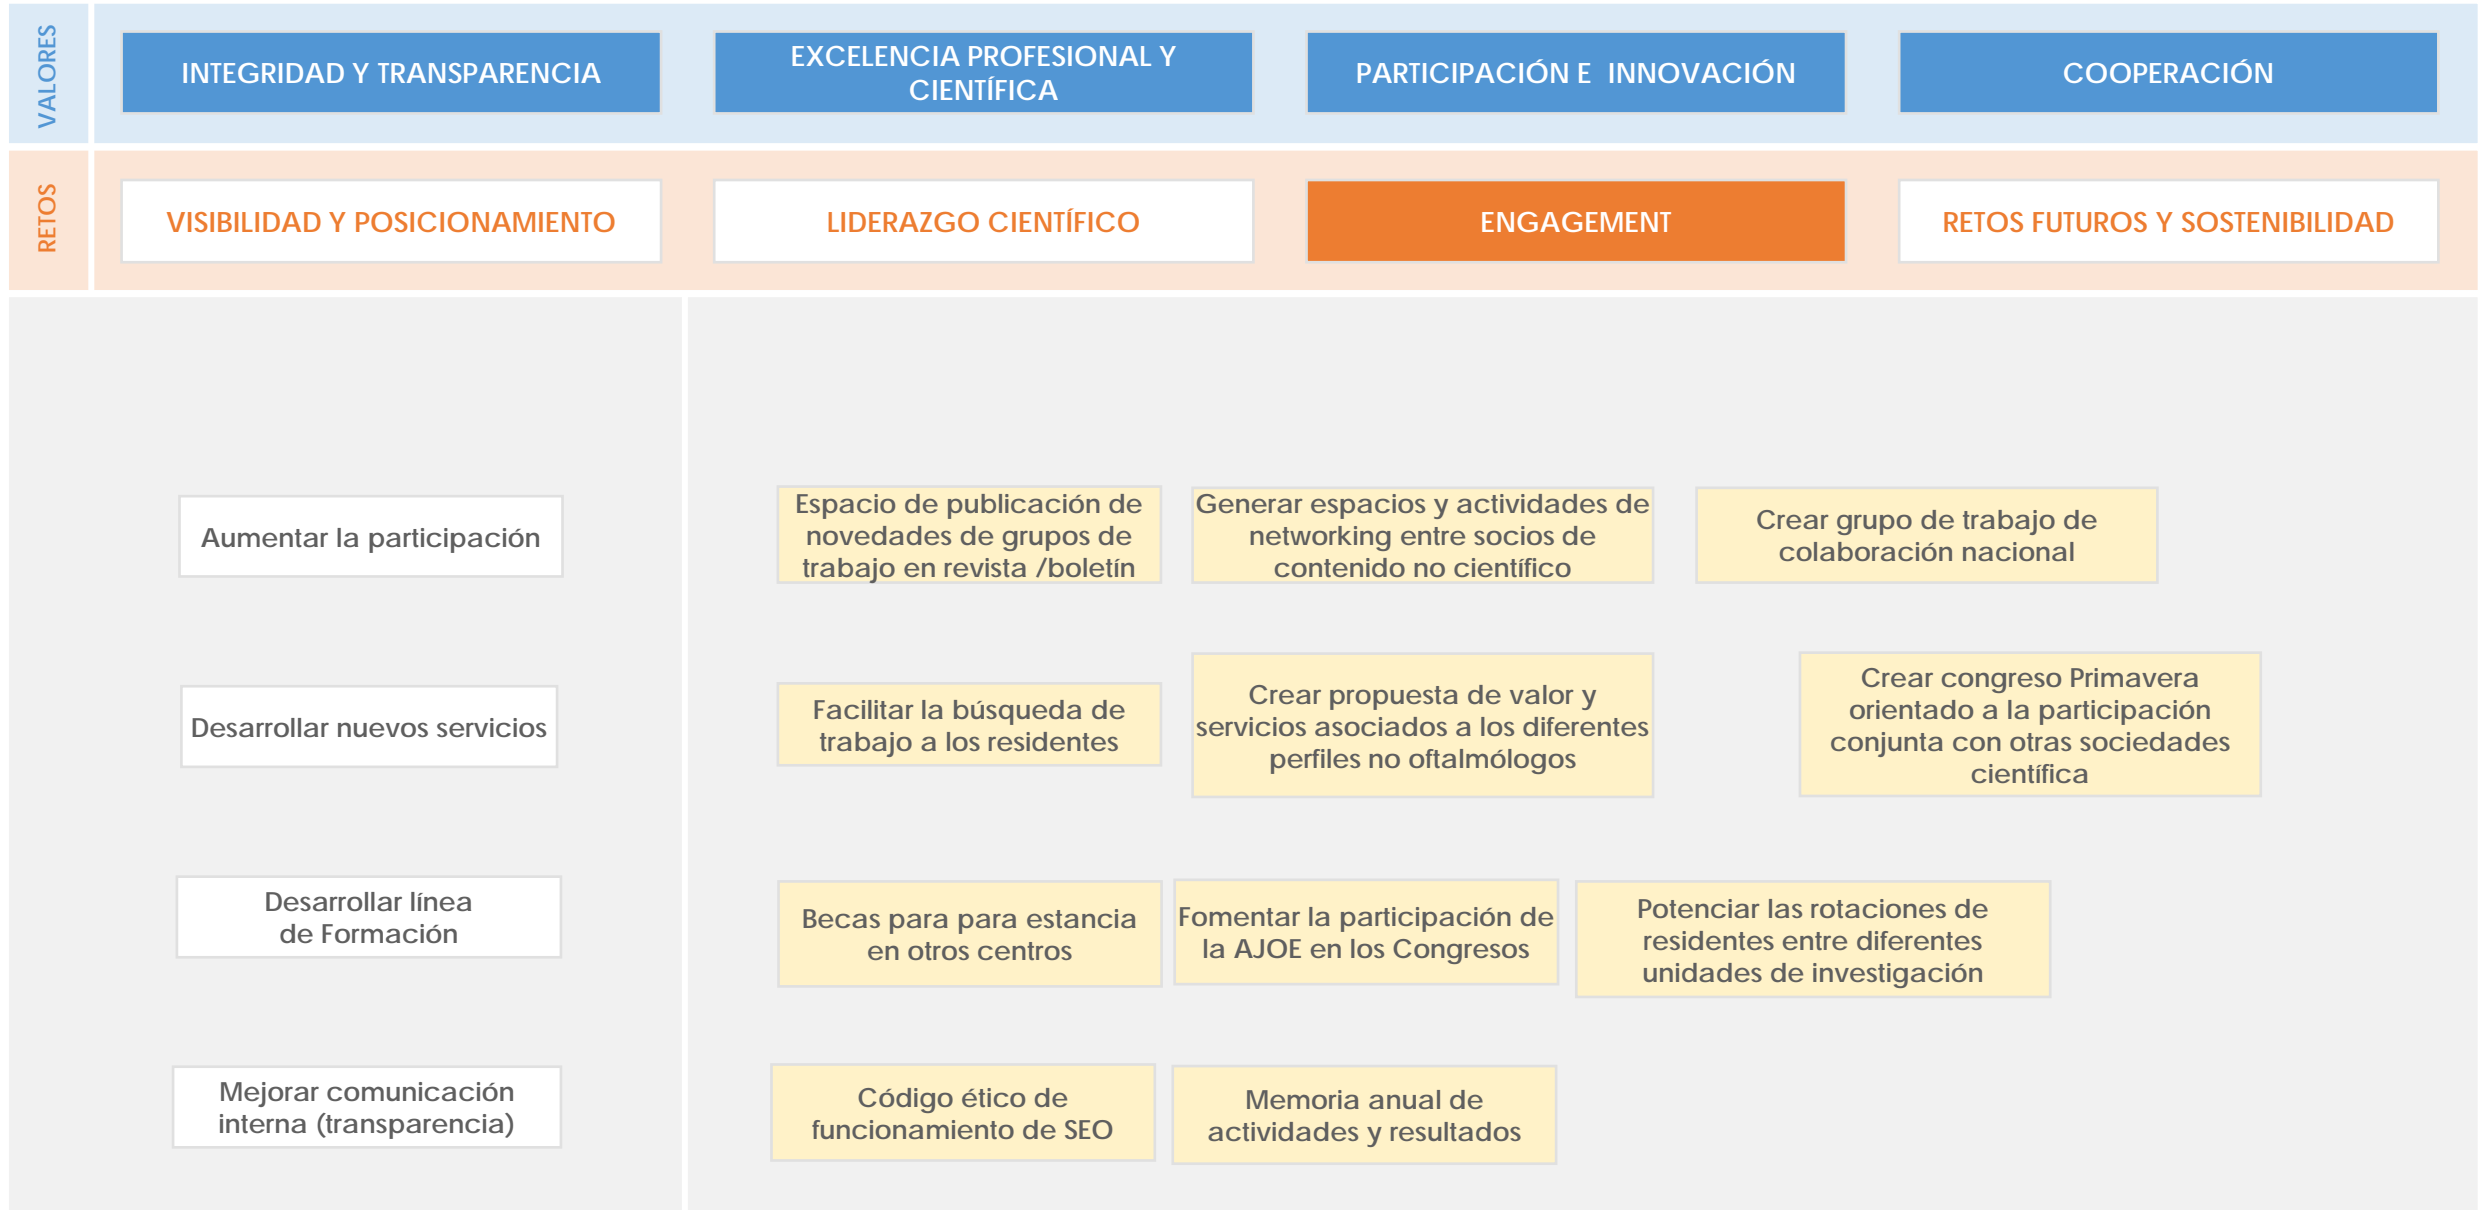 VALORES
INTEGRIDAD Y TRANSPARENCIA
EXCELENCIA PROFESIONAL Y
CIENTÍFICA
PARTICIPACIÓN E INNOVACIÓN
COOPERACIÓN
RETOS
VISIBILIDAD Y POSICIONAMIENTO
LIDERAZGO CIENTÍFICO
ENGAGEMENT
RETOS FUTUROS Y SOSTENIBILIDAD
Aumentar la participación
Espacio de publicación de
novedades de grupos de
trabajo en revista /boletín
Generar espacios y actividades de
networking entre socios de
contenido no científico
Crear grupo de trabajo de
colaboración nacional
Desarrollar nuevos servicios
Facilitar la búsqueda de
trabajo a los residentes
Crear propuesta de valor y
servicios asociados a los diferentes
perfiles no oftalmólogos
Crear congreso Primavera
orientado a la participación
conjunta con otras sociedades
científica
Desarrollar línea
de Formación
Becas para para estancia
en otros centros
Fomentar la participación de
la AJOE en los Congresos
Potenciar las rotaciones de
residentes entre diferentes
unidades de investigación
Mejorar comunicación
interna (transparencia)
Código ético de
funcionamiento de SEO
Memoria anual de
actividades y resultados